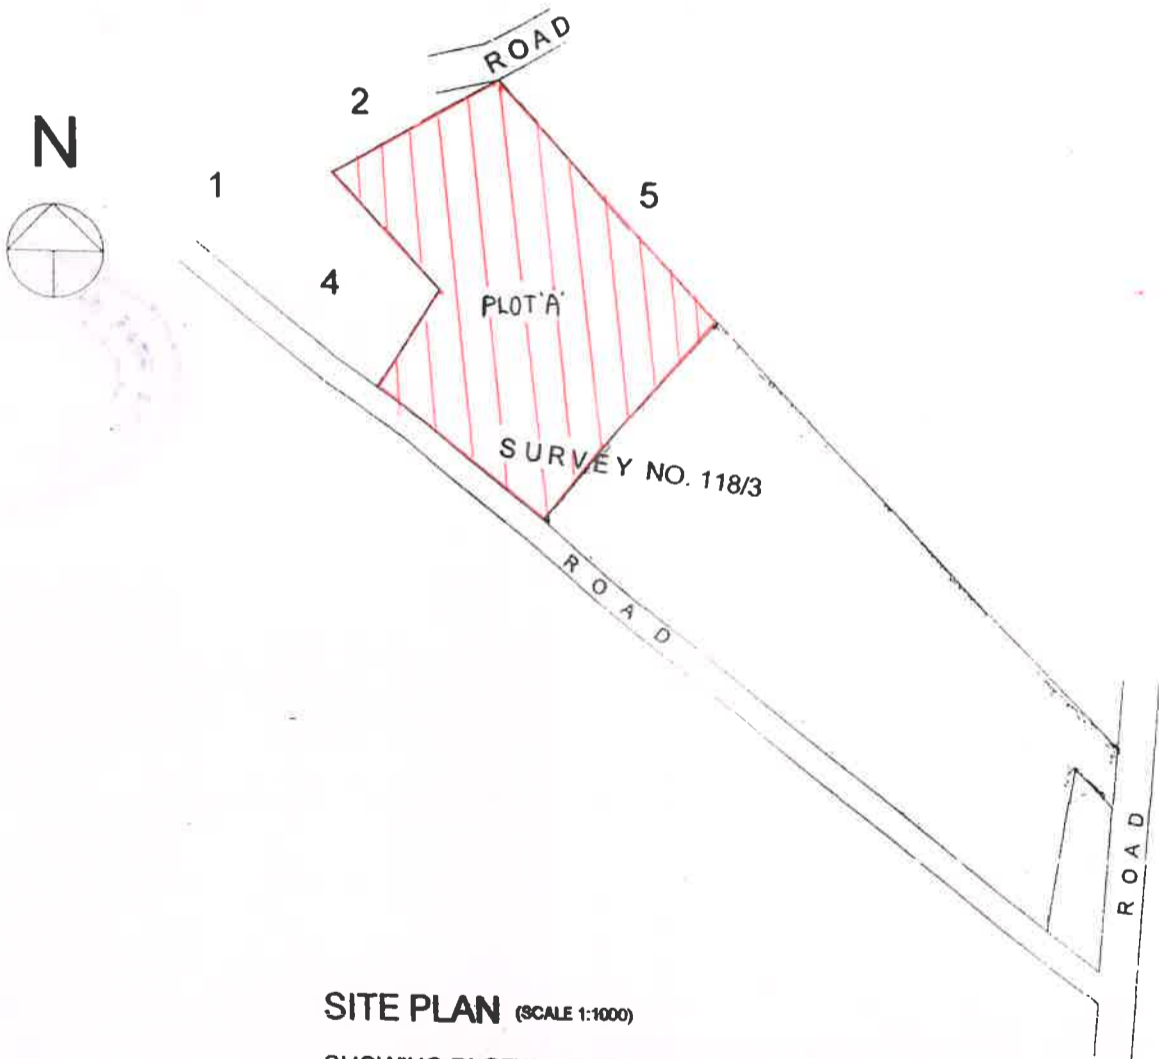 ROAD
2
N
1
5
4
PLOT 'A'
SURVEY NO. 118/3
ROAD
ROAD
SITE PLAN (SCALE 1:1000)